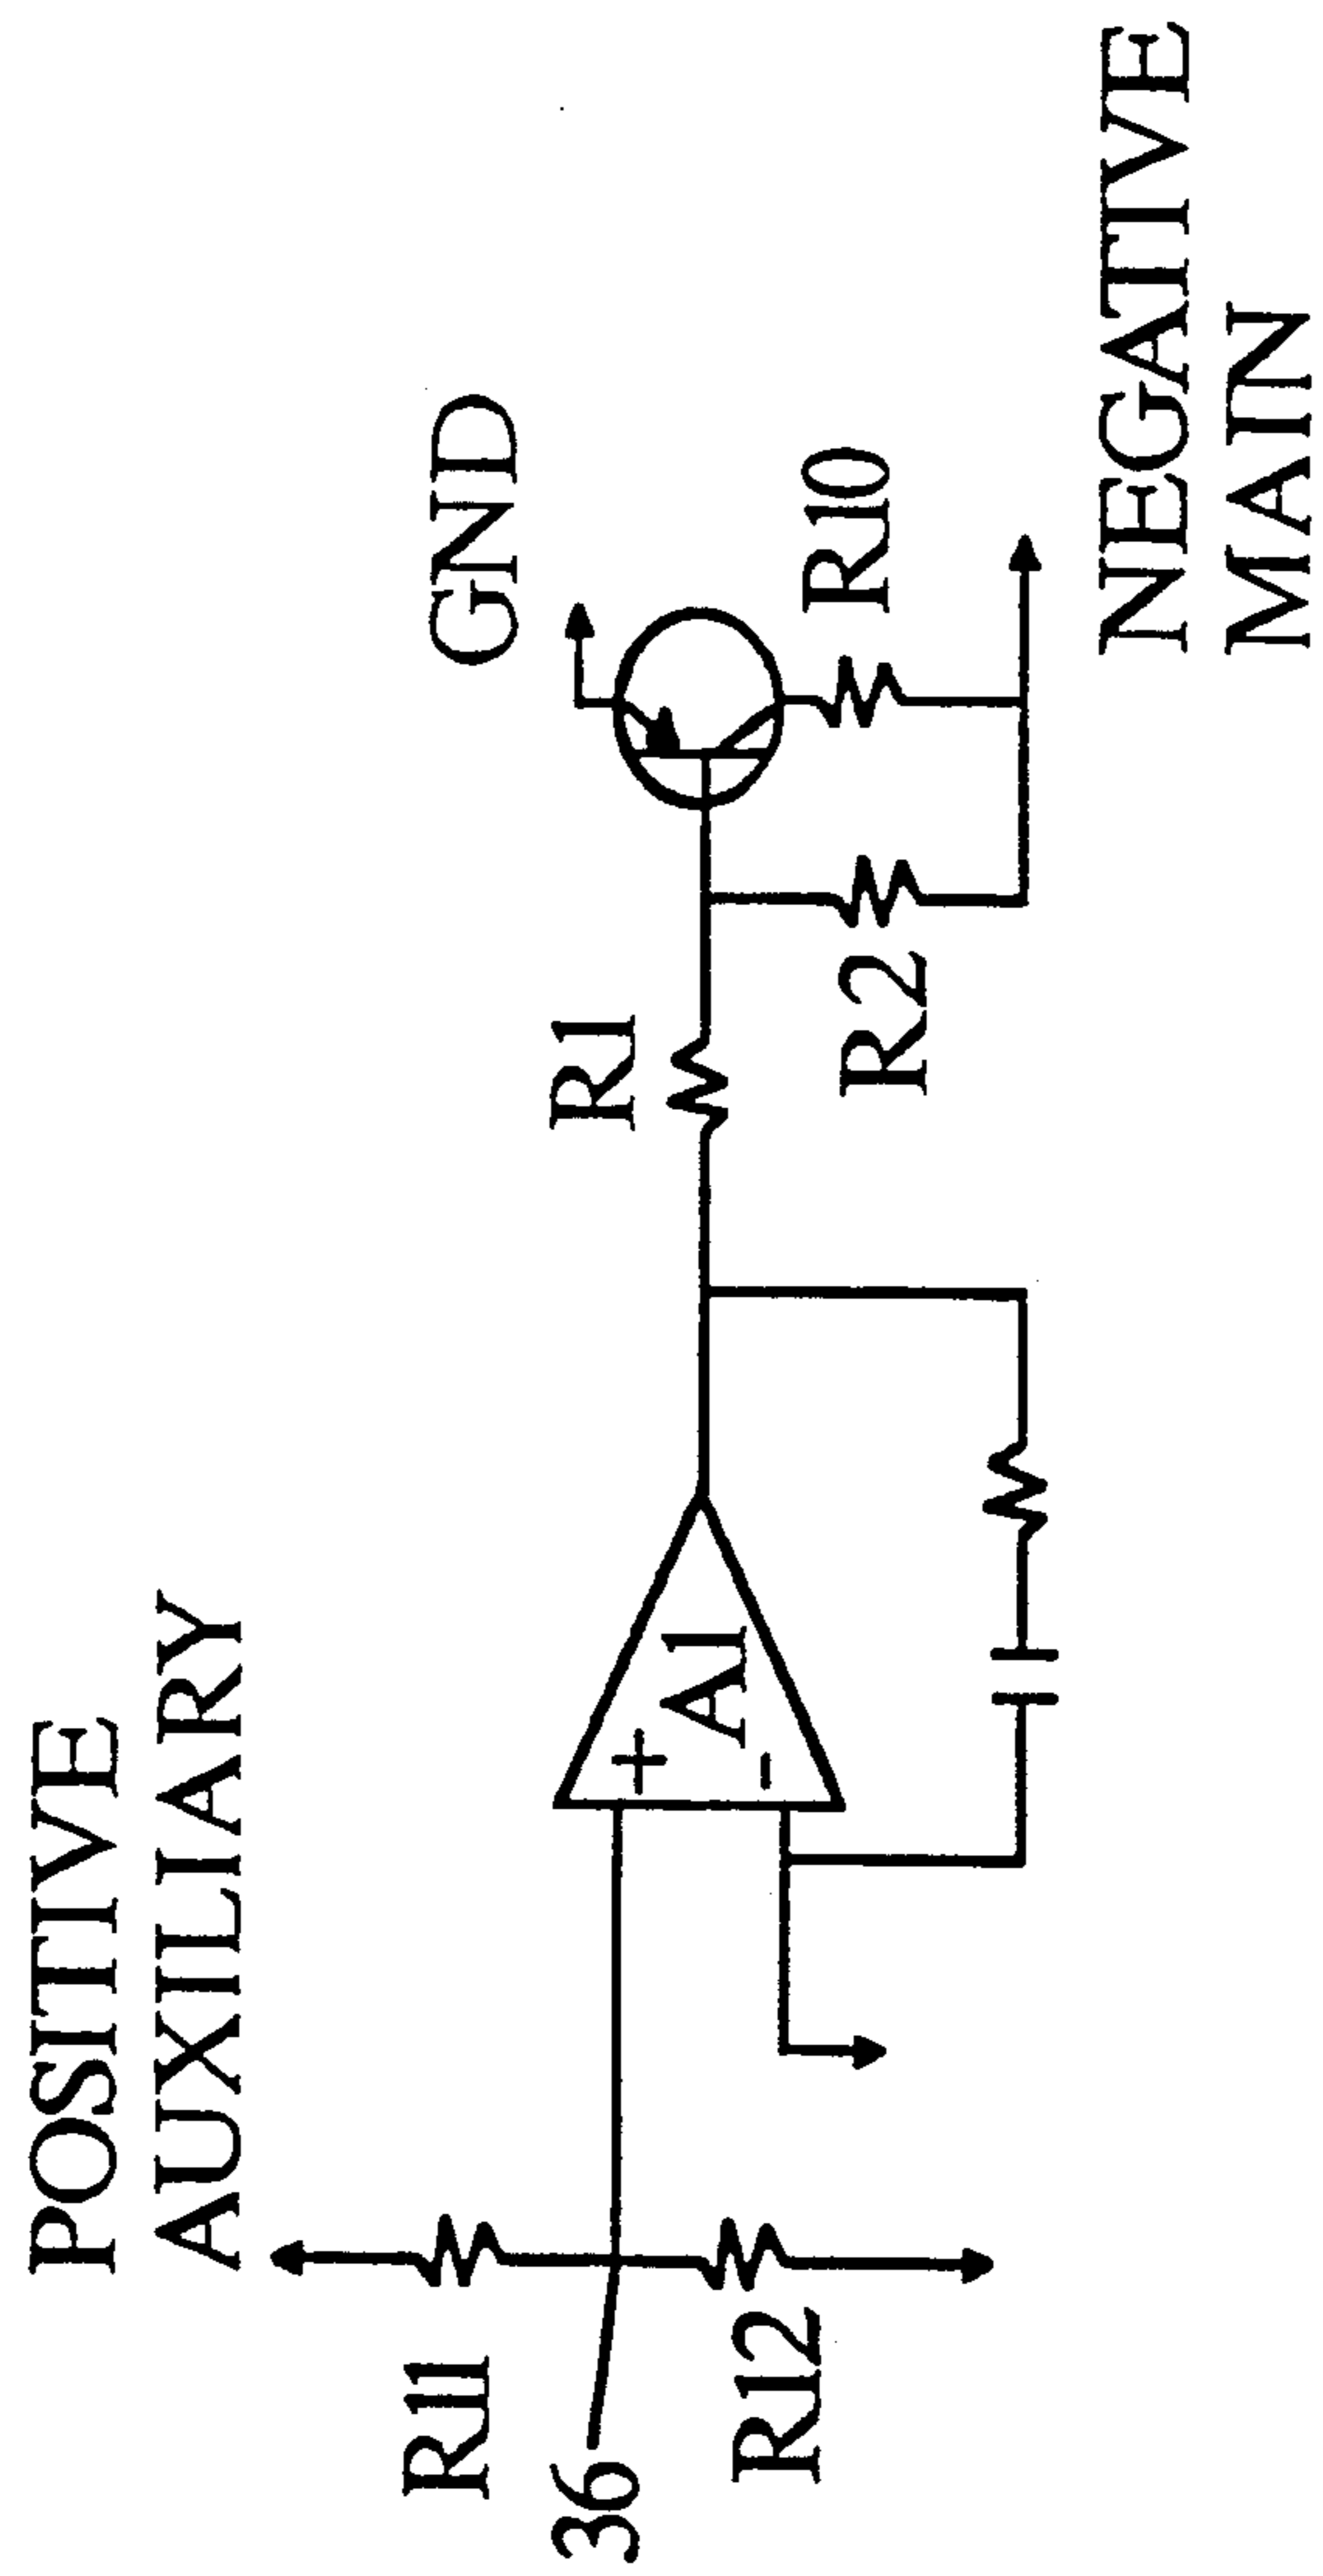 POSITIVE
AUXILIARY
R11
36
R12
+
A1
-
R1
R2
GND
R10
NEGATIVE
MAIN